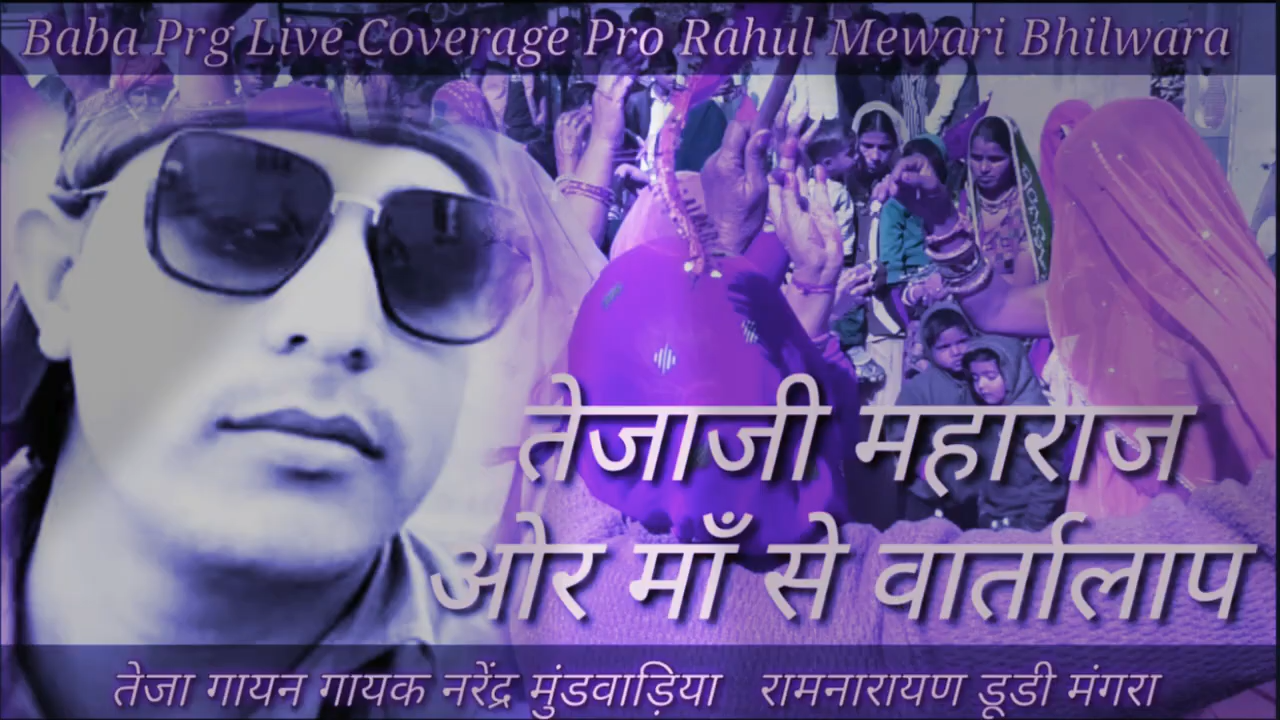 Baba Prg Live Coverage Pro Rahul Mewari Bhilwara
तेजाजी महाराज
ओर माँ से वार्तालाप
तेजा गायन गायक नरेंद्र मुंडवाड़िया रामनारायण डूडी मंगरा